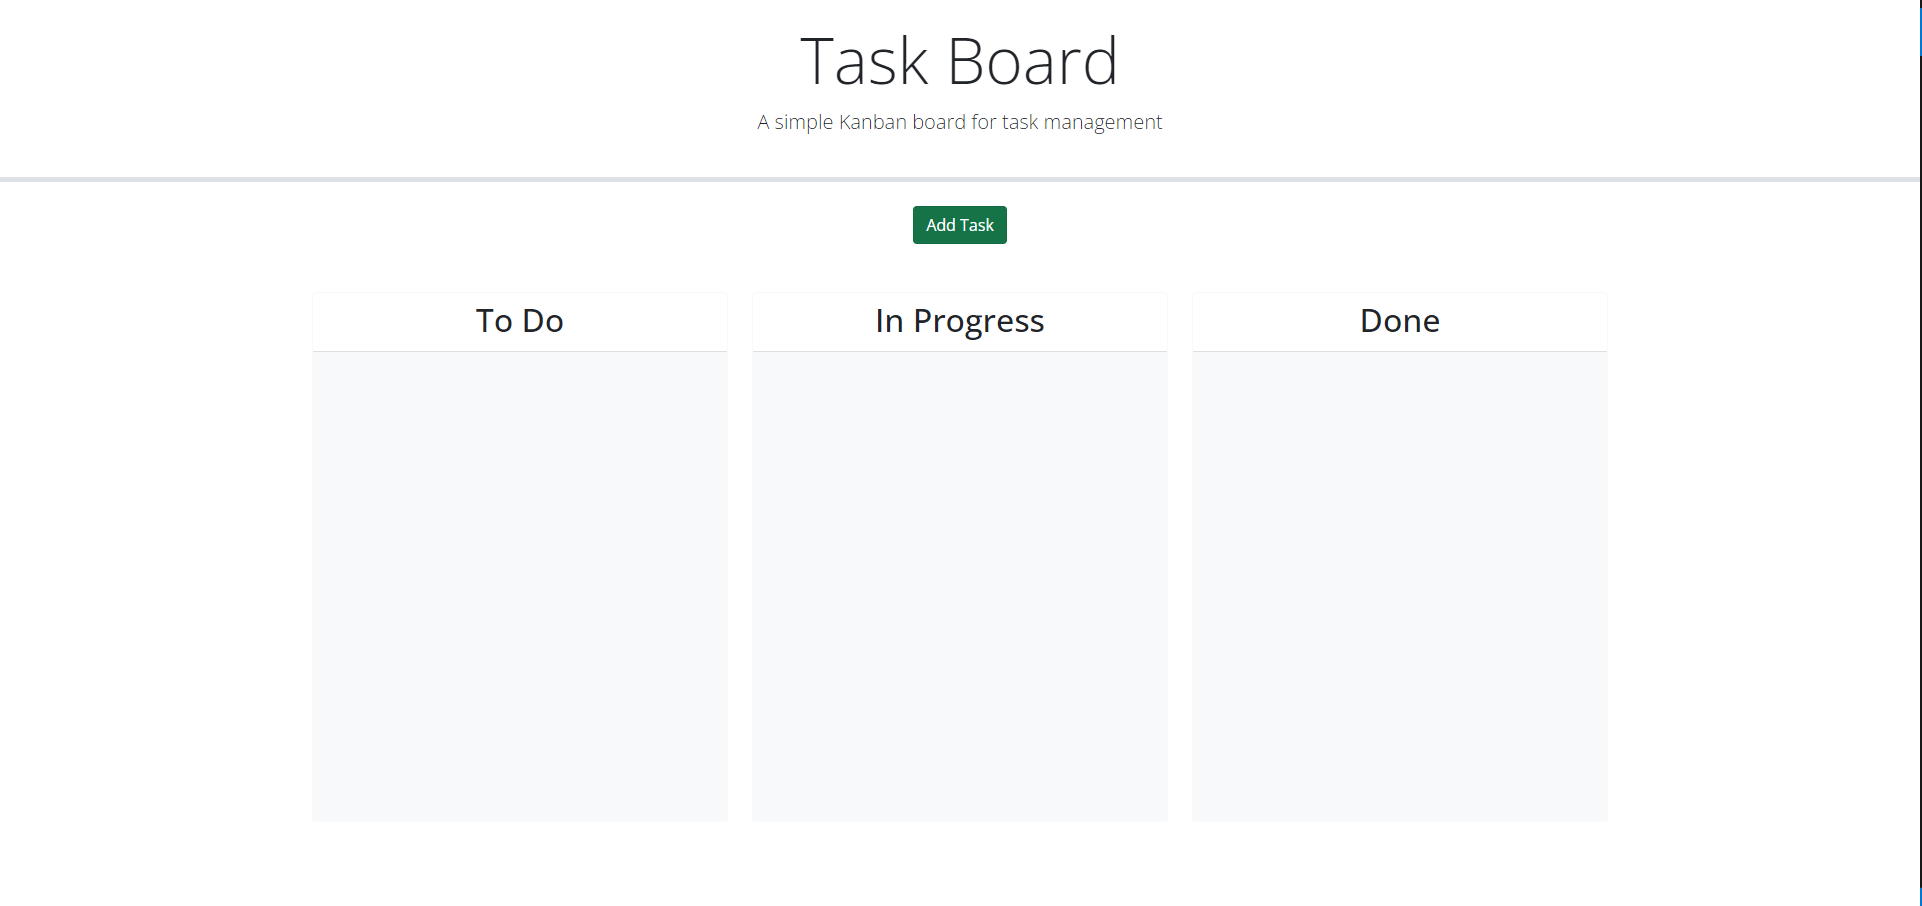 Task Board
A simple Kanban board for task management
Add Task
To Do
In Progress
Done